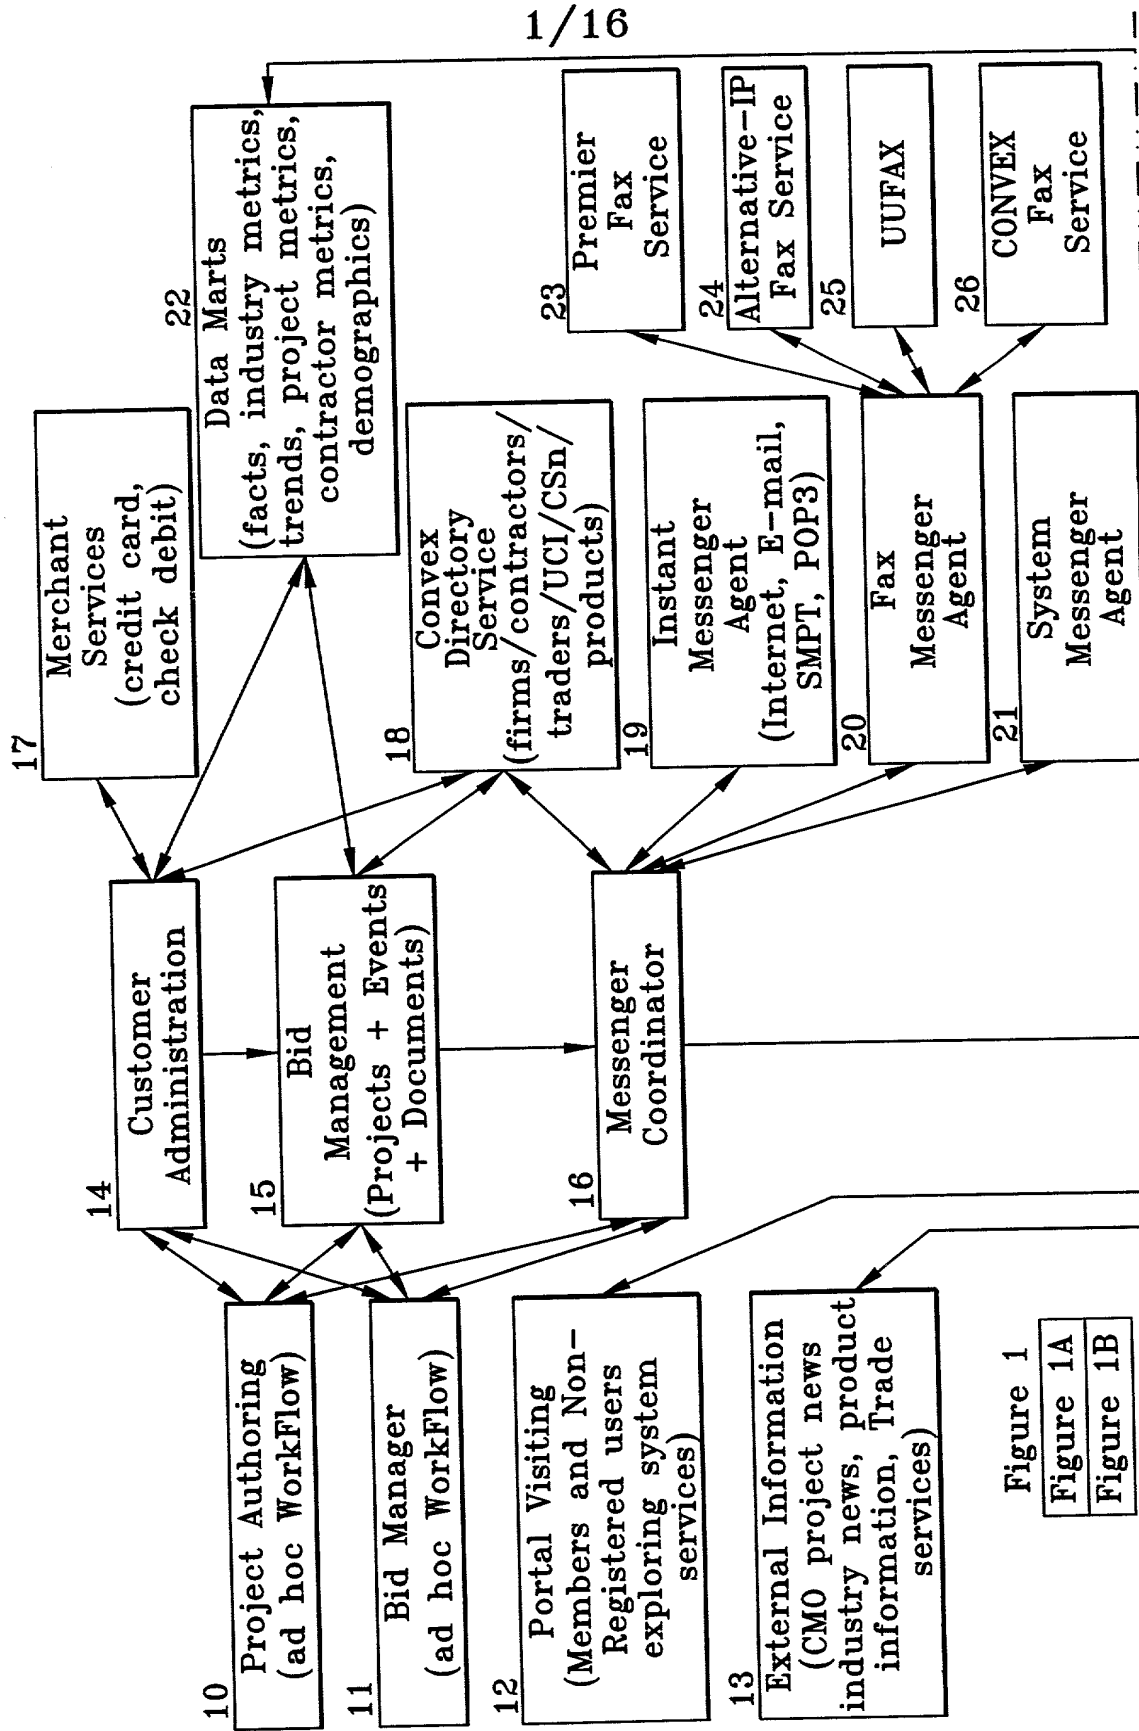 1/16
10
Project Authoring
(ad hoc WorkFlow)
11
Bid Manager
(ad hoc WorkFlow)
12
Portal Visiting
(Members and Non-
Registered users
exploring system
services)
13
External Information
(CMO project news
industry news, product
information, Trade
services)
14
Customer
Administration
15
Bid
Management
(Projects + Events
+ Documents)
16
Messenger
Coordinator
17
Merchant
Services
(credit card,
check debit)
22
Data Marts
(facts, industry metrics,
trends, project metrics,
contractor metrics,
demographics)
18
Convex
Directory
Service
(firms/contractors/
traders/UCI/CSn/
products)
19
Instant
Messenger
Agent
(Internet, E-mail,
SMPT, POP3)
20
Fax
Messenger
Agent
21
System
Messenger
Agent
23
Premier
Fax
Service
24
Alternative-IP
Fax Service
25
UUFAX
26
CONVEX
Fax
Service
Figure 1
Figure 1A
Figure 1B